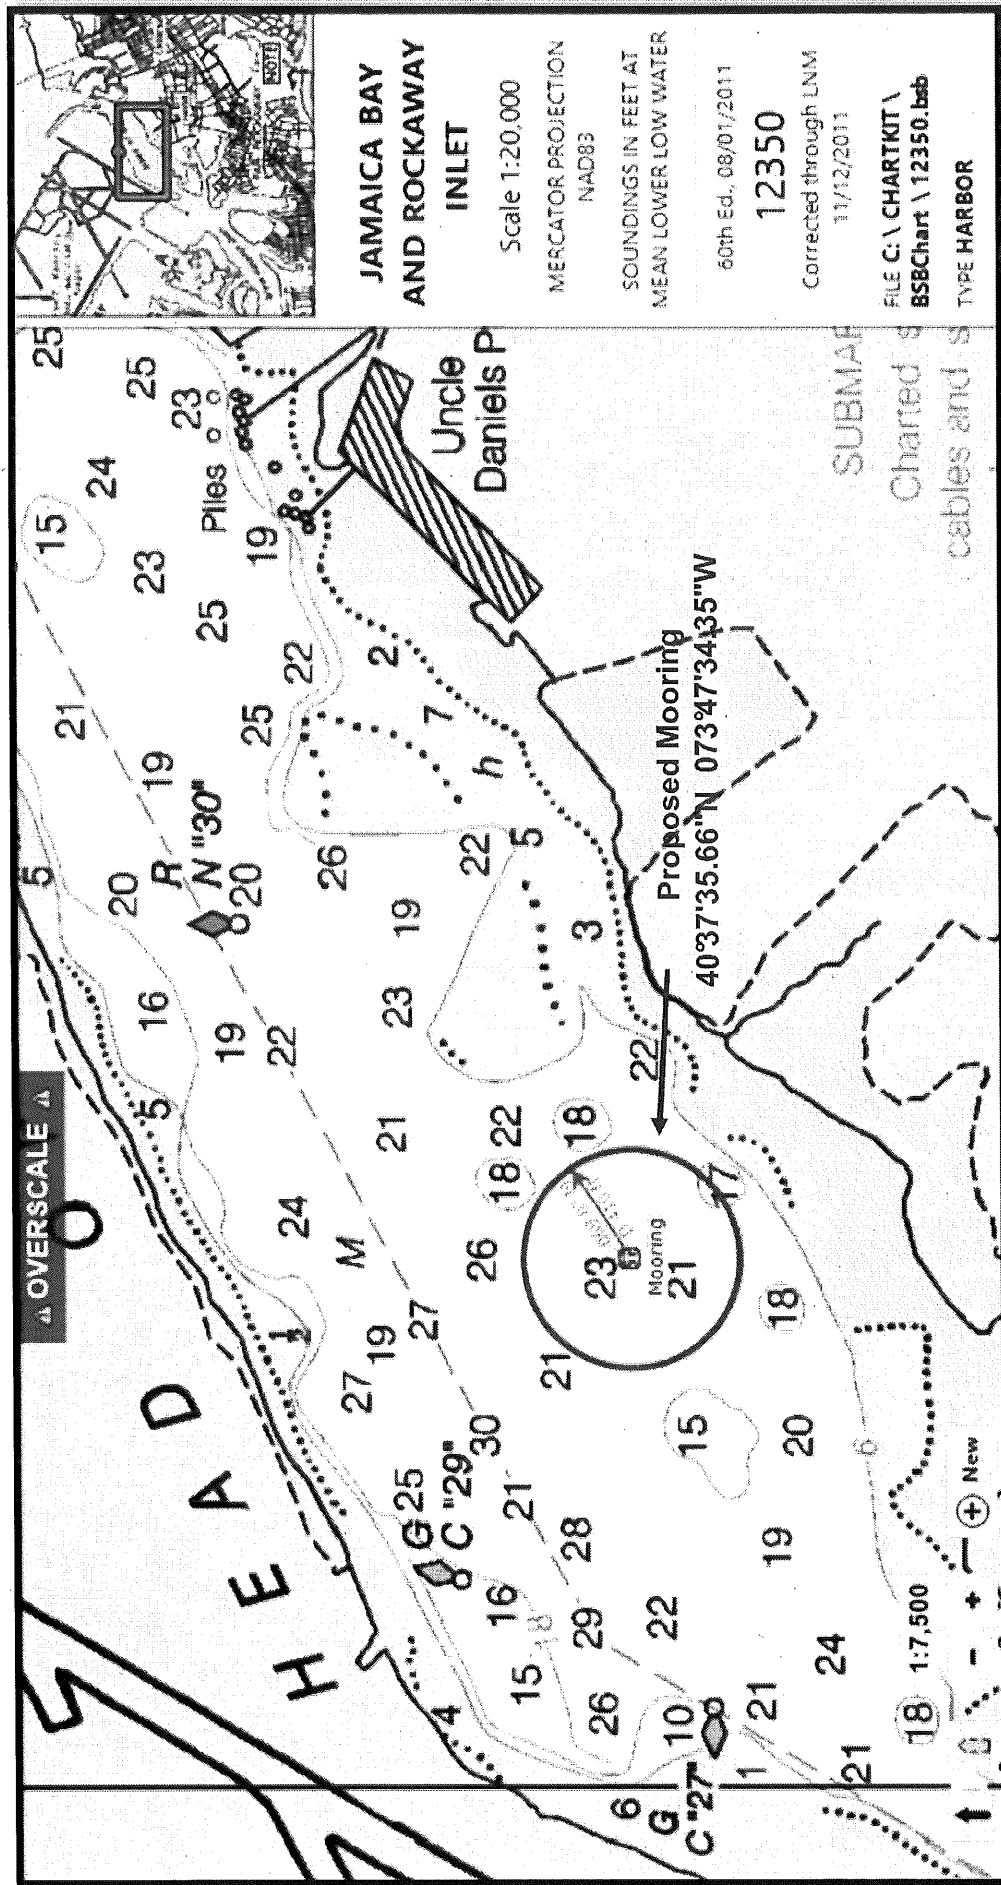 NOTE
JAMAICA BAY
AND ROCKAWAY
INLET
Scale 1:20,000
MERCATOR PROJECTION
NAD83
SOUNDINGS IN FEET AT
MEAN LOWER LOW WATER
60th Ed., 08/01/2011
12350
Corrected through LNM
11/12/2011
FILE C:\ CHARTKIT \
BSBChart \ 12350.bsb
TYPE HARBOR
OVERSCALE
O
H E A D
25
25
23
24
15
Piles
19
23
25
Uncle
Daniels P
SUBMAR
Charted s
cables and s
22
2
21
25
7
19
h
R
N "30"
20
20
5
26
22
5
19
3
Proposed Mooring
40°37'35.66"N 073°47'34.35"W
16
19
22
23
22
5
21
22
18
18
17
24
M
26
23
Mooring
21
18
1
27
19
27
21
15
20
6
G
25
C "29"
30
21
28
19
16
18
15
29
22
24
26
10
21
18
1:7,500
New
4
6
G
C "27"
1
21